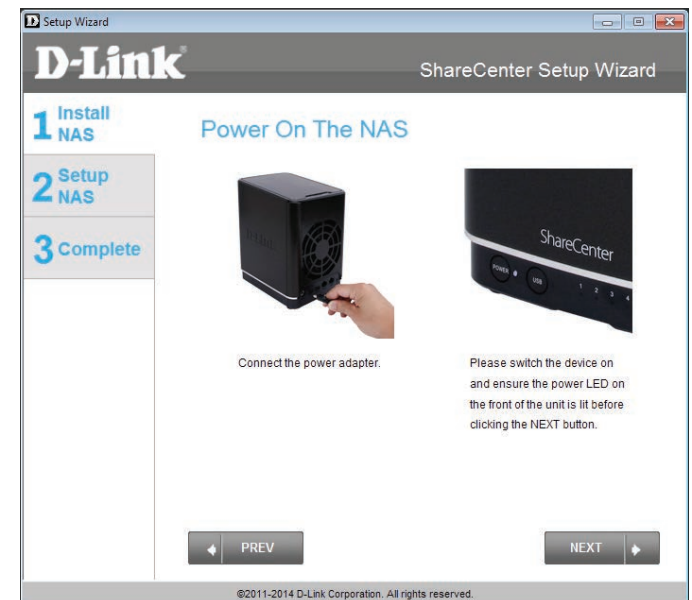 Setup Wizard
D-Link
ShareCenter Setup Wizard
1 Install
NAS
2 Setup
NAS
3 Complete
Power On The NAS
D-Link
ShareCenter
POWER
USB
1 2 3 4
Connect the power adapter.
Please switch the device on
and ensure the power LED on
the front of the unit is lit before
clicking the NEXT button.
PREV
NEXT
©2011-2014 D-Link Corporation. All rights reserved.